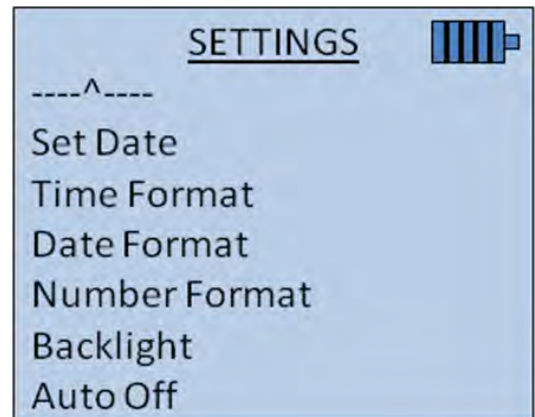 SETTINGS
----^----
Set Date
Time Format
Date Format
Number Format
Backlight
Auto Off